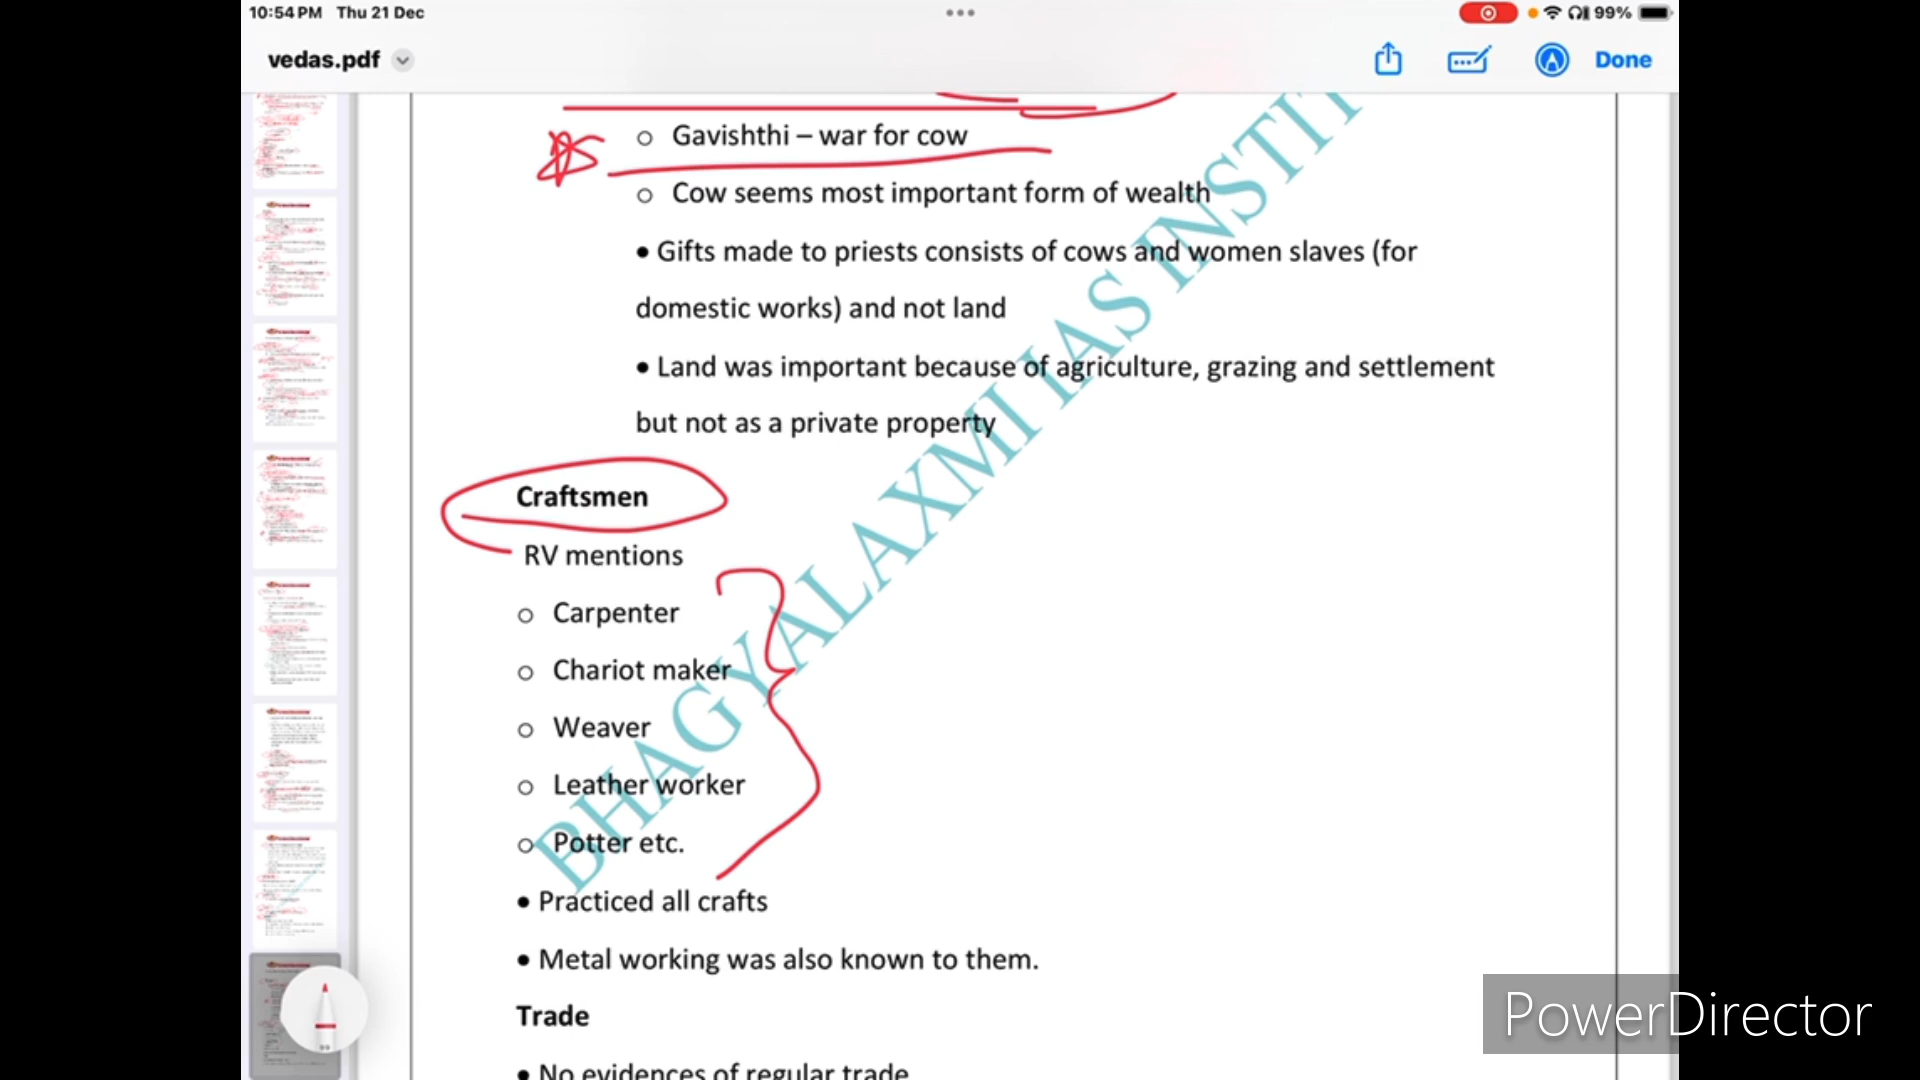 10:54 PM Thu 21 Dec
99%
vedas.pdf
Done
o Gavishthi – war for cow
o Cow seems most important form of wealth
• Gifts made to priests consists of cows and women slaves (for
domestic works) and not land
• Land was important because of agriculture, grazing and settlement
but not as a private property
Craftsmen
RV mentions
o Carpenter
o Chariot maker
o Weaver
o Leather worker
o Potter etc.
• Practiced all crafts
• Metal working was also known to them.
Trade
• No evidences of regular trade
BHAGYALAXMI IAS INSTIT
PowerDirector